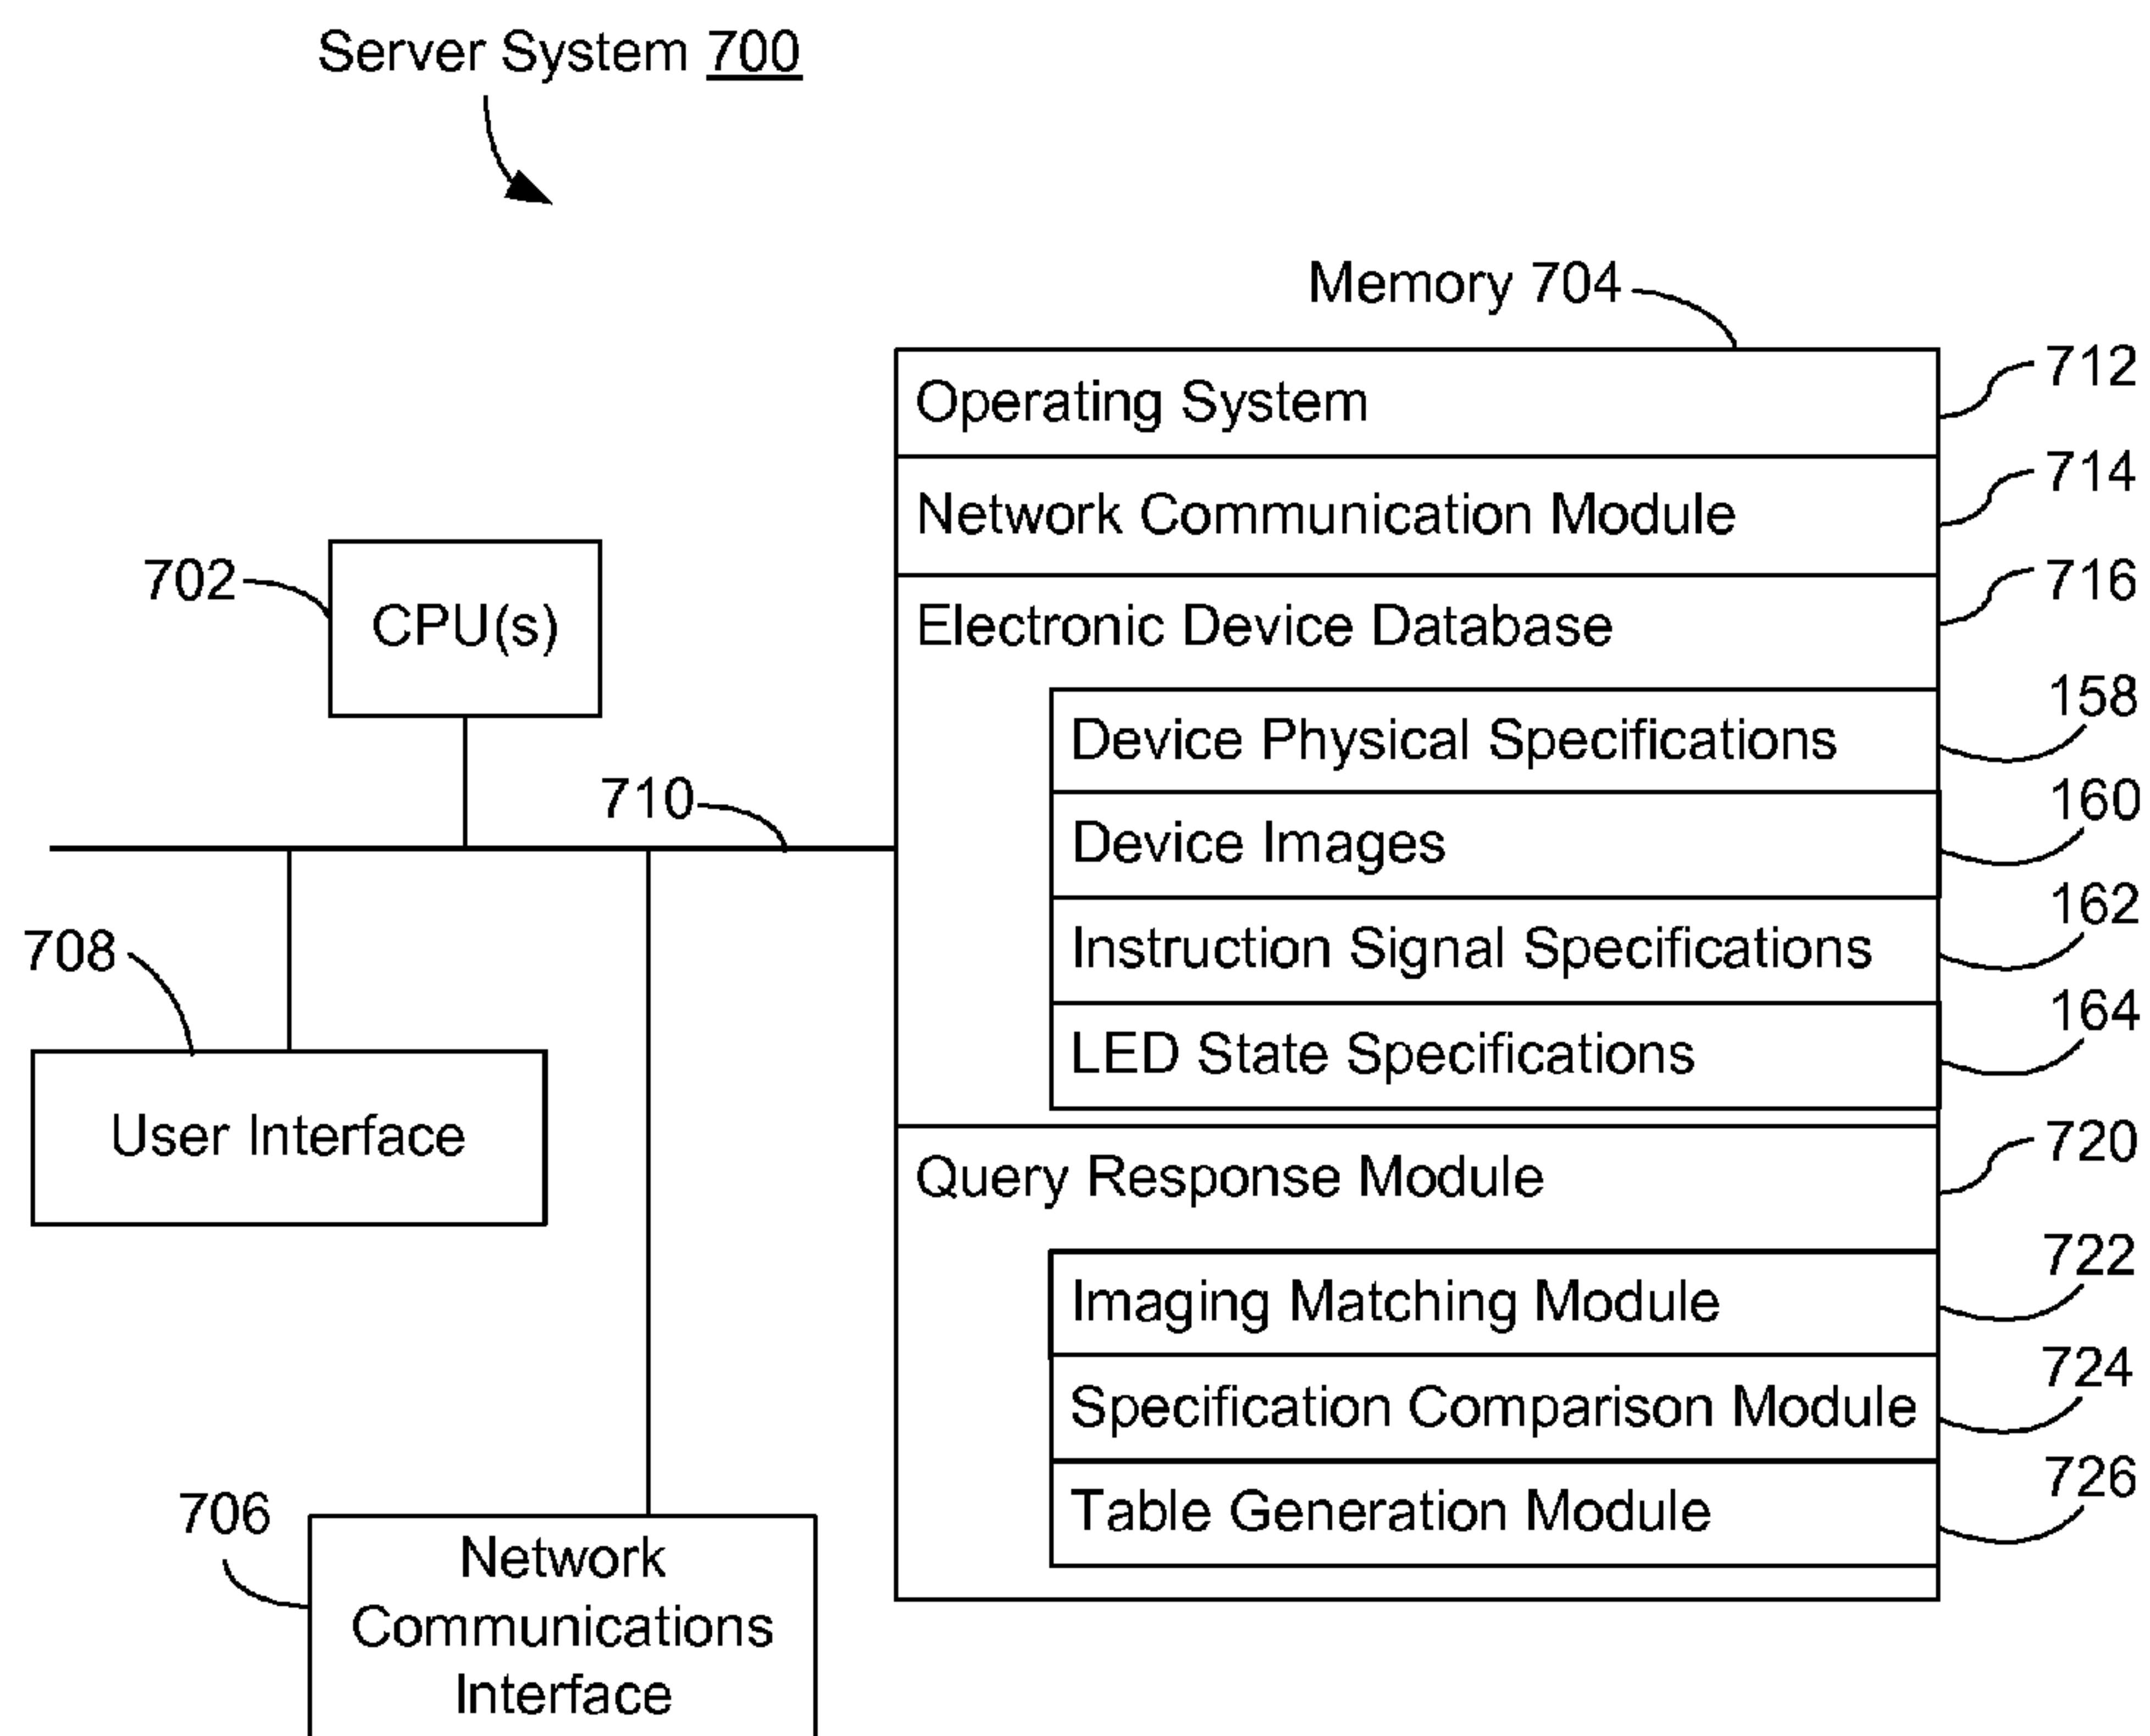 Server System 700
Memory 704
712
Operating System
714
Network Communication Module
716
Electronic Device Database
158
Device Physical Specifications
160
Device Images
162
Instruction Signal Specifications
164
LED State Specifications
720
Query Response Module
722
Imaging Matching Module
724
Specification Comparison Module
726
Table Generation Module
702
CPU(s)
710
708
User Interface
706
Network
Communications
Interface